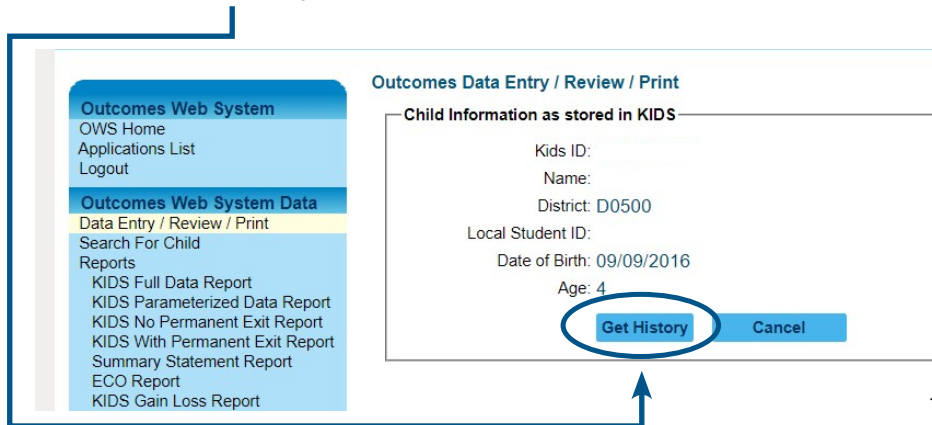 Outcomes Web System
OWS Home
Applications List
Logout
Outcomes Web System Data
Data Entry / Review / Print
Search For Child
Reports
KIDS Full Data Report
KIDS Parameterized Data Report
KIDS No Permanent Exit Report
KIDS With Permanent Exit Report
Summary Statement Report
ECO Report
KIDS Gain Loss Report
Outcomes Data Entry / Review / Print
Child Information as stored in KIDS
Kids ID:
Name:
District: D0500
Local Student ID:
Date of Birth: 09/09/2016
Age: 4
Get History Cancel